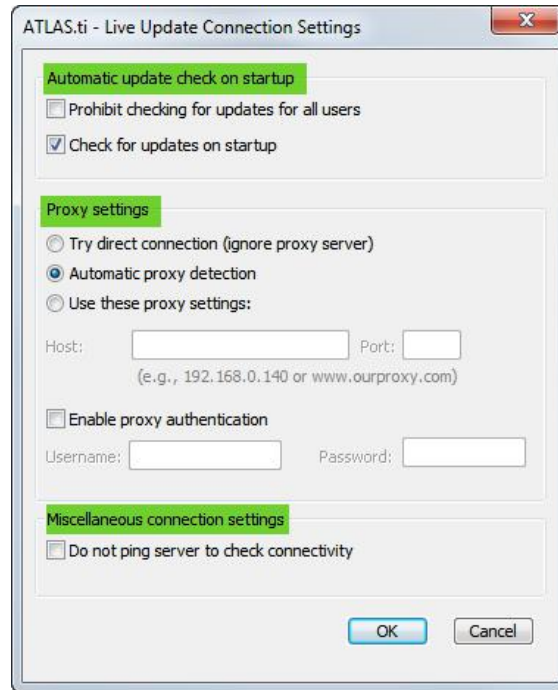 ATLAS.ti - Live Update Connection Settings
Automatic update check on startup
Prohibit checking for updates for all users
Check for updates on startup
Proxy settings
Try direct connection (ignore proxy server)
Automatic proxy detection
Use these proxy settings:
Host: Port:
(e.g., 192.168.0.140 or www.ourproxy.com)
Enable proxy authentication
Username: Password:
Miscellaneous connection settings
Do not ping server to check connectivity
OK Cancel